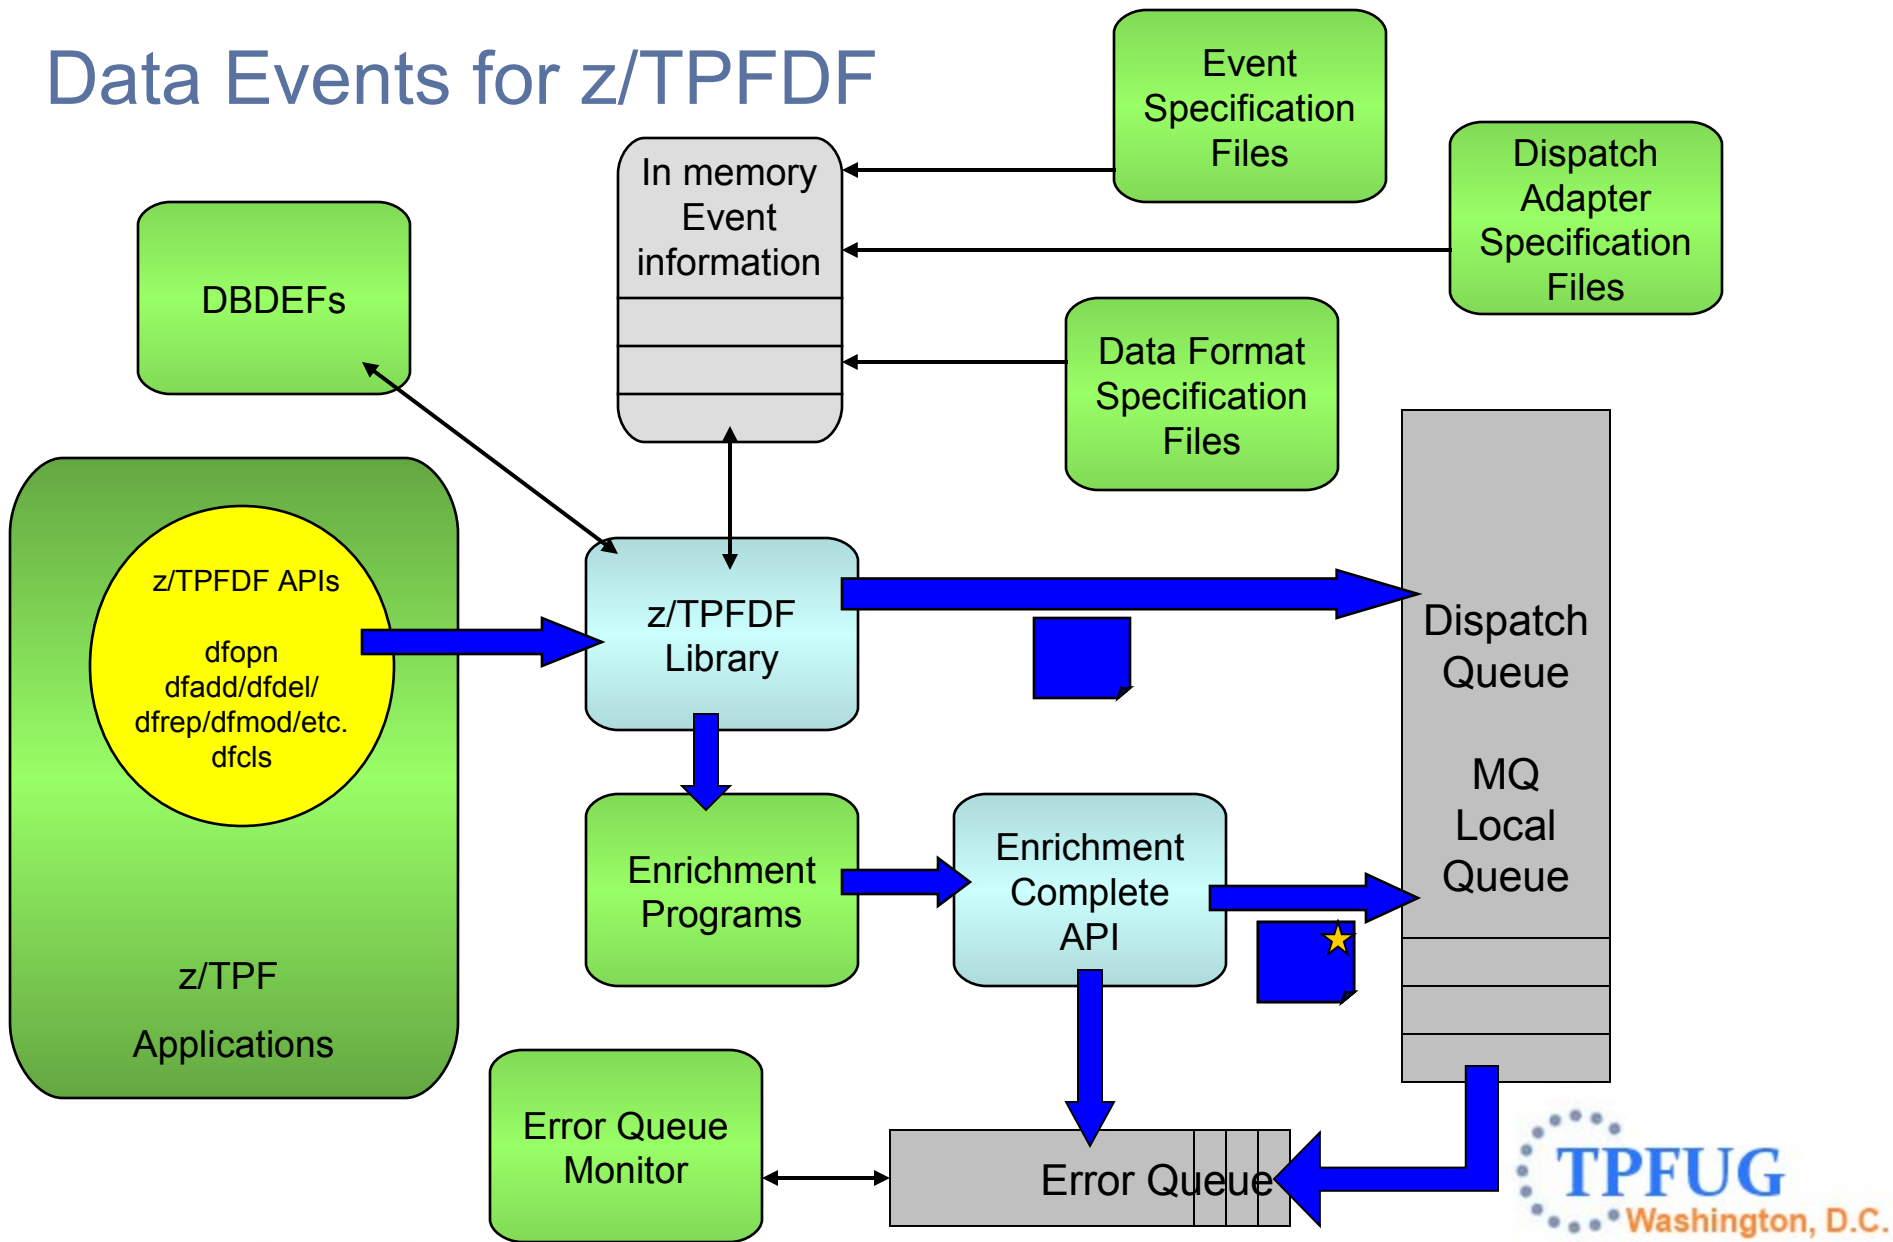 Data Events for z/TPFDF
Event
Specification
Files
Dispatch
Adapter
Specification
Files
In memory
Event
information
DBDEFs
Data Format
Specification
Files
z/TPFDF APIs
dfopn
dfadd/dfdel/
dfrep/dfmod/etc.
dfcls
z/TPF
Applications
z/TPFDF
Library
Dispatch
Queue
MQ
Local
Queue
Enrichment
Programs
Enrichment
Complete
API
Error Queue
Monitor
Error Queue
TPFUG
Washington, D.C.